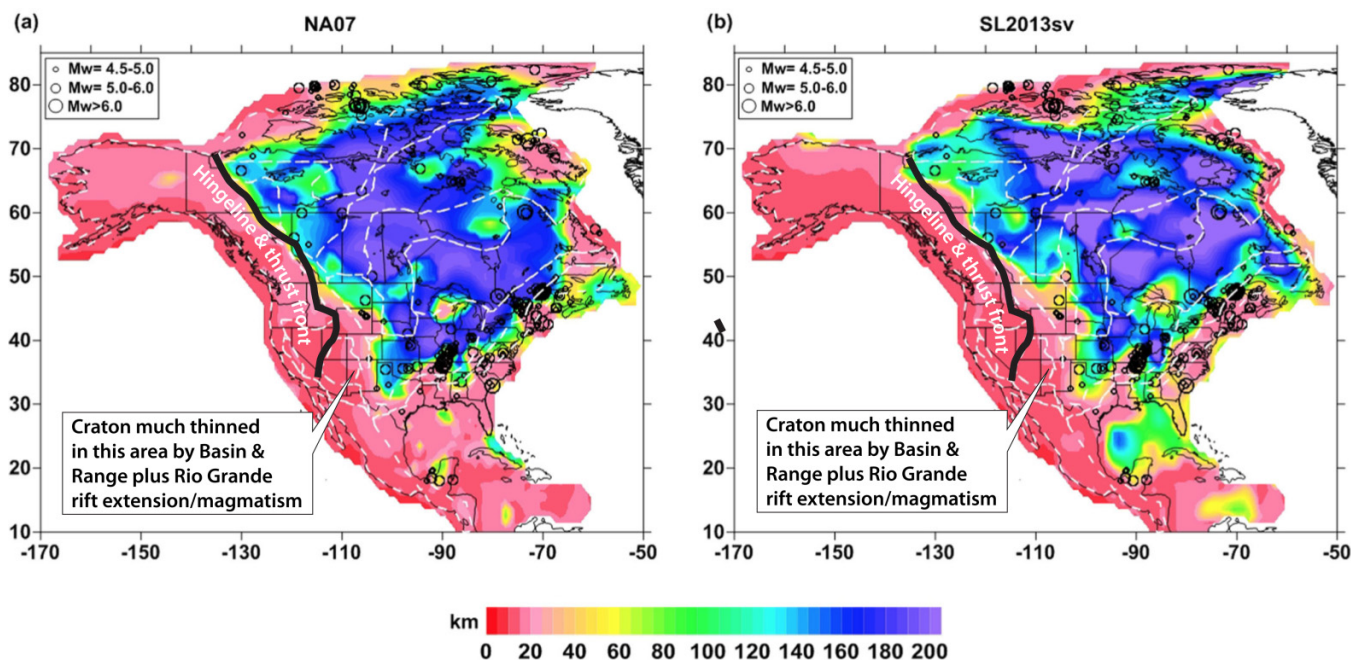 (a)
NA07
Mw= 4.5-5.0
Mw= 5.0-6.0
Mw>6.0
80
70
60
50
40
30
20
10
Hingeline & thrust front
Craton much thinned
in this area by Basin &
Range plus Rio Grande
rift extension/magmatism
-170 -150 -130 -110 -90 -70 -50
(b)
SL2013sv
Mw= 4.5-5.0
Mw= 5.0-6.0
Mw>6.0
80
70
60
50
40
30
20
10
Hingeline & thrust front
Craton much thinned
in this area by Basin &
Range plus Rio Grande
rift extension/magmatism
-170 -150 -130 -110 -90 -70 -50
km
0 20 40 60 80 100 120 140 160 180 200